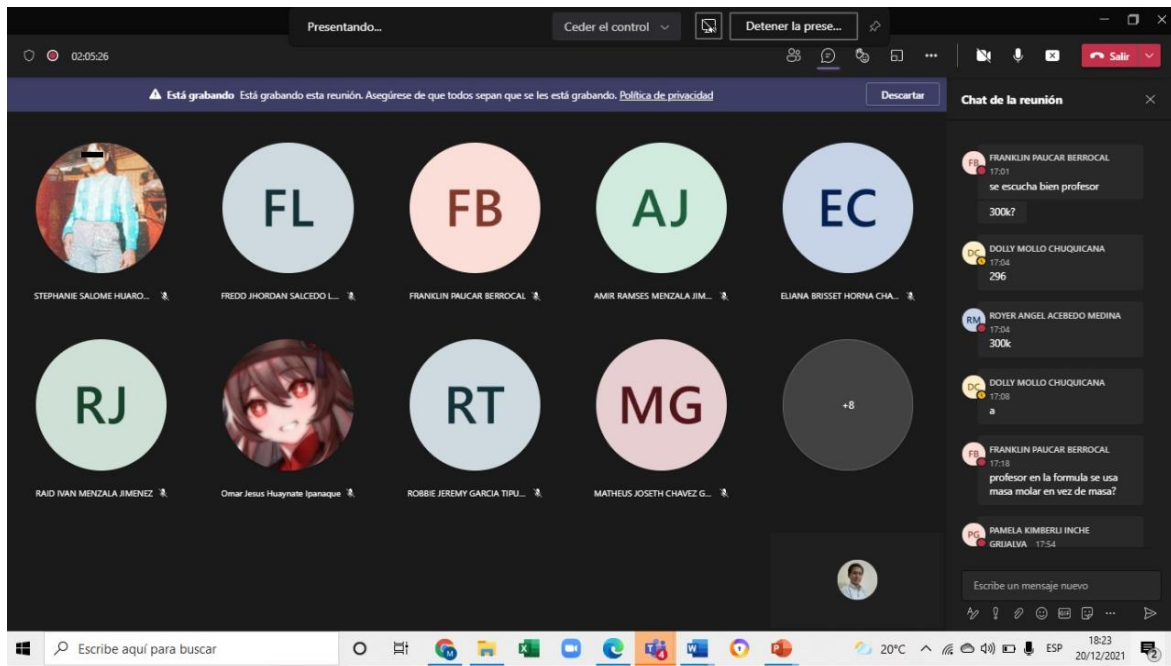 Presentando...
Ceder el control
Detener la prese...
02:05:26
Salir
Está grabando Está grabando esta reunión. Asegúrese de que todos sepan que se les está grabando. Política de privacidad
Descartar
Chat de la reunión
FL
FB
AJ
EC
STEPHANIE SALOME HUARO...
FREDD JHORDAN SALCEDO L...
FRANKLIN PAUCAR BERROCAL
AMIR RAMSES MENZALA JIM...
ELIANA BRISSET HORNA CHA...
RJ
RT
MG
+8
RAID IVAN MENZALA JIMENEZ
Omar Jesus Huaynate Ipanaque
ROBBIE JEREMY GARCIA TIPU...
MATHEUS JOSETH CHAVEZ G...
FB
FRANKLIN PAUCAR BERROCAL
17:01
se escucha bien profesor
300k?
DC
DOLLY MOLLO CHUQUICANA
17:04
296
RM
ROYER ANGEL ACEBEDO MEDINA
17:04
300k
DC
DOLLY MOLLO CHUQUICANA
17:08
a
FB
FRANKLIN PAUCAR BERROCAL
17:18
profesor en la formula se usa
masa molar en vez de masa?
PG
PAMELA KIMBERLI INCHE
GRIJALVA 17:54
Escribe un mensaje nuevo
Escribe aquí para buscar
20°C
ESP
18:23
20/12/2021